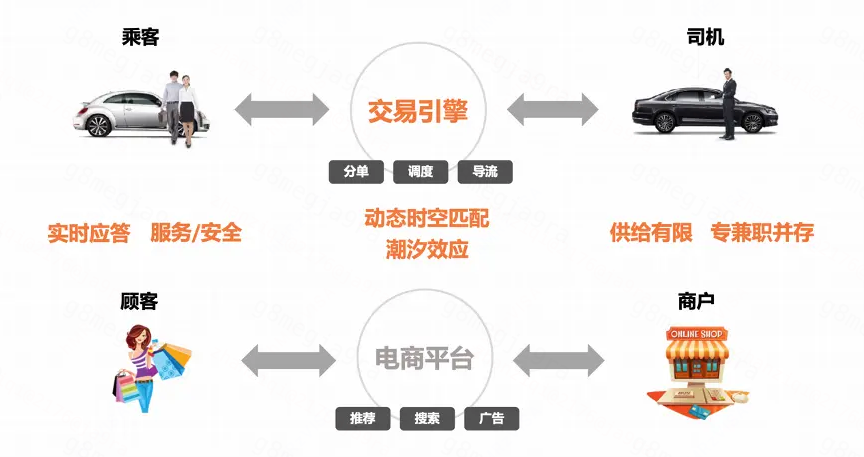 乘客
司机
交易引擎
分单 调度 导流
实时应答 服务/安全
动态时空匹配
潮汐效应
供给有限 专兼职并存
顾客
商户
ONLINE SHOP
电商平台
推荐 搜索 广告